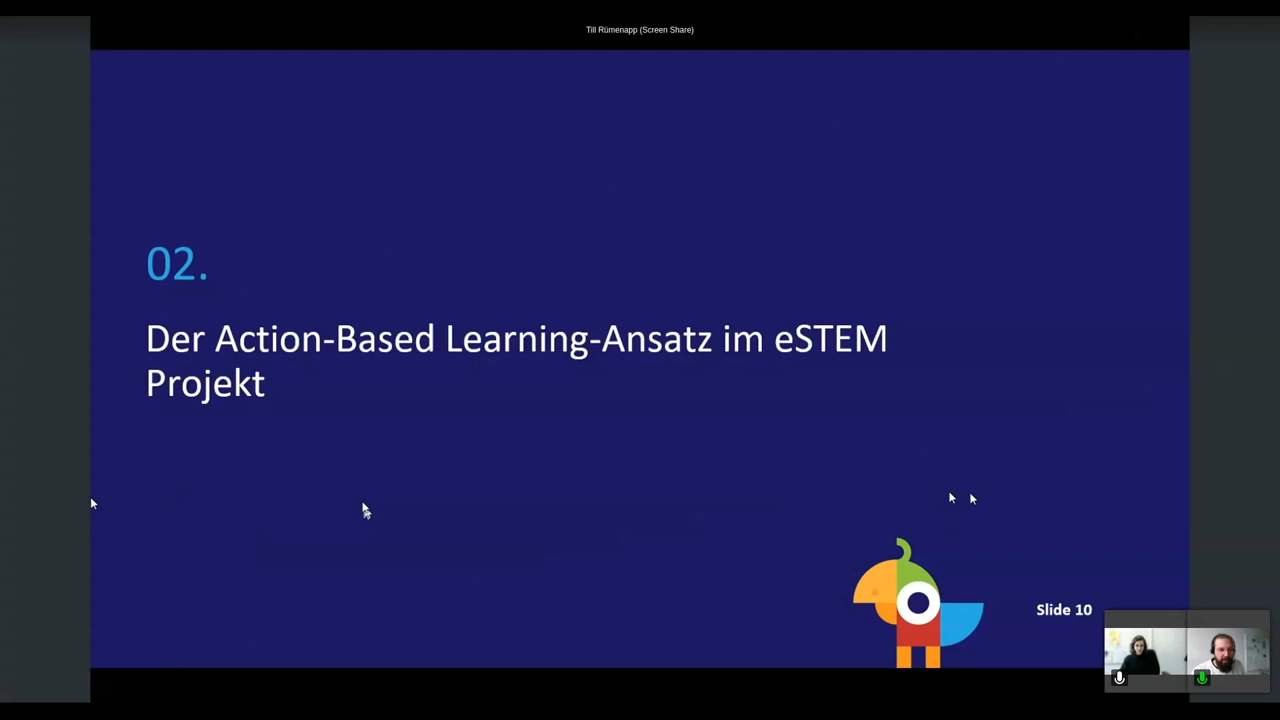 Till Rümenapp (Screen Share)
02.
Der Action-Based Learning-Ansatz im eSTEM
Projekt
Slide 10